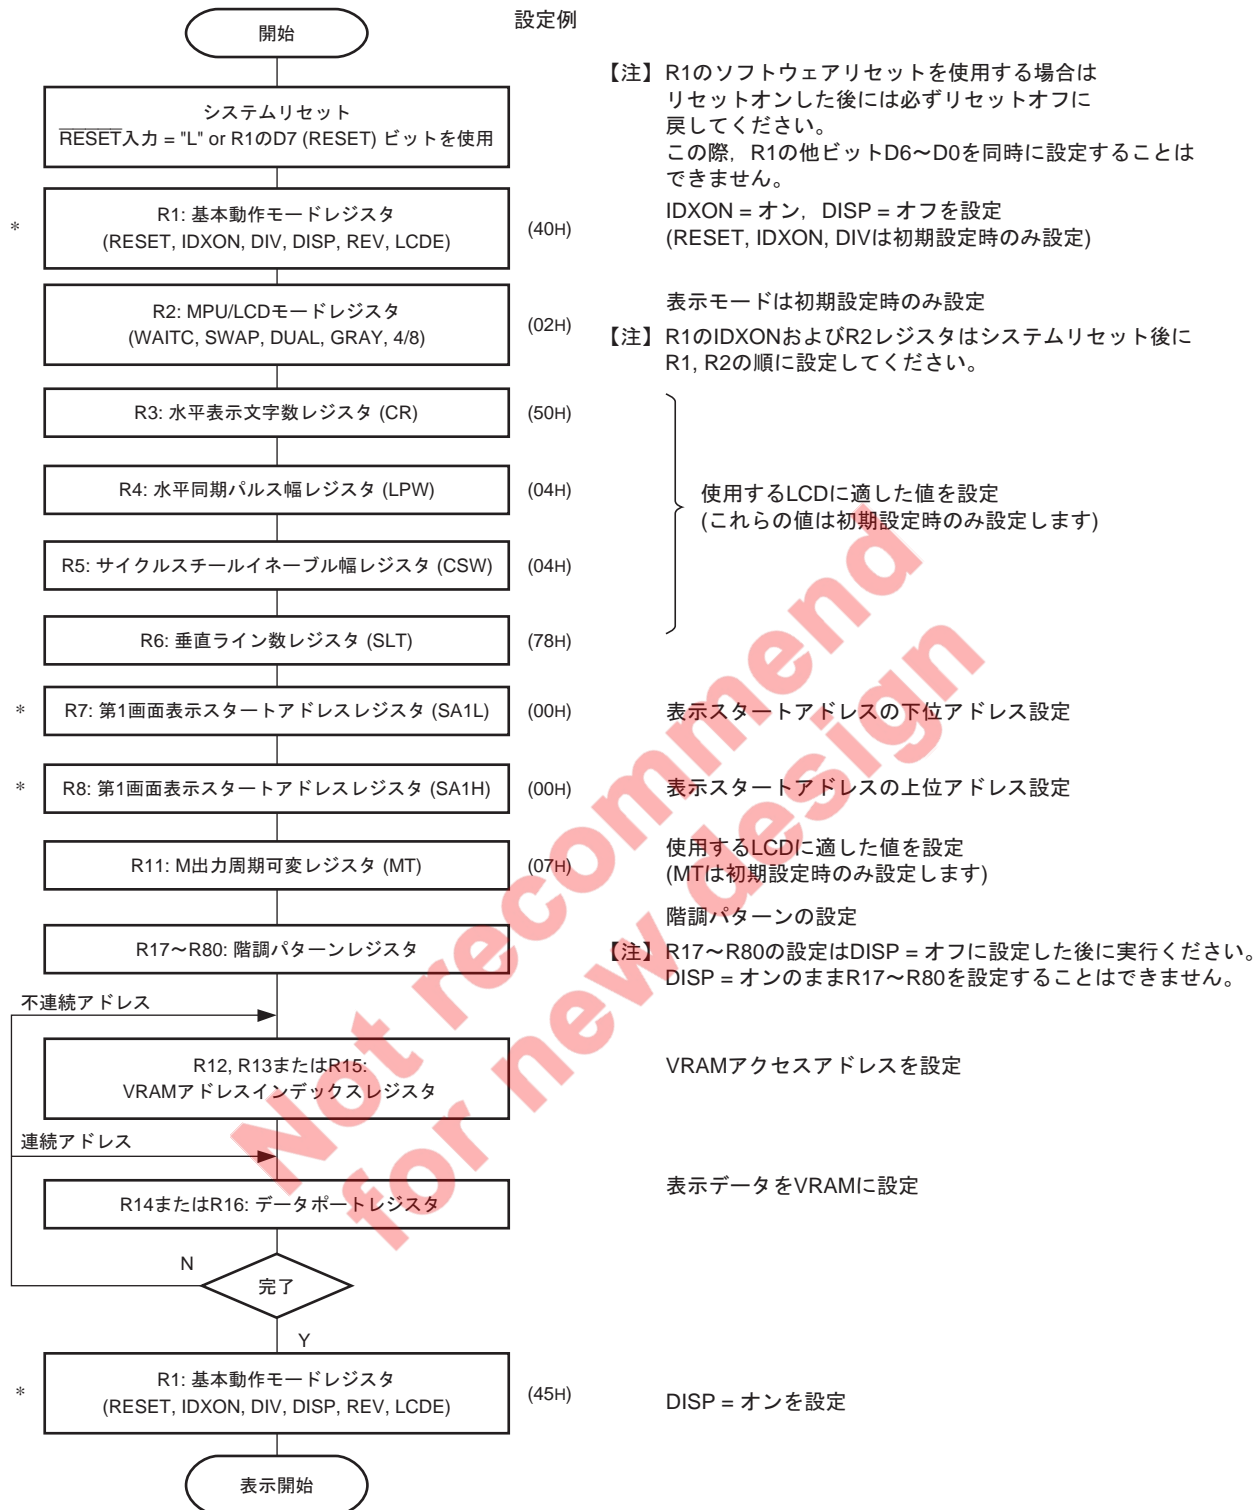 開始
設定例
システムリセット
RESET入力 = "L" or R1のD7 (RESET) ビットを使用
【注】R1のソフトウェアリセットを使用する場合は
リセットオンした後には必ずリセットオフに
戻してください。
この際，R1の他ビットD6～D0を同時に設定することは
できません。
*
R1: 基本動作モードレジスタ
(RESET, IDXON, DIV, DISP, REV, LCDE)
(40H)
IDXON = オン，DISP = オフを設定
(RESET, IDXON, DIVは初期設定時のみ設定)
R2: MPU/LCDモードレジスタ
(WAITC, SWAP, DUAL, GRAY, 4/8)
(02H)
表示モードは初期設定時のみ設定
【注】R1のIDXONおよびR2レジスタはシステムリセット後に
R1, R2の順に設定してください。
R3: 水平表示文字数レジスタ (CR)
(50H)
R4: 水平同期パルス幅レジスタ (LPW)
(04H)
使用するLCDに適した値を設定
(これらの値は初期設定時のみ設定します)
R5: サイクルスチールイネーブル幅レジスタ (CSW)
(04H)
R6: 垂直ライン数レジスタ (SLT)
(78H)
*
R7: 第1画面表示スタートアドレスレジスタ (SA1L)
(00H)
表示スタートアドレスの下位アドレス設定
*
R8: 第1画面表示スタートアドレスレジスタ (SA1H)
(00H)
表示スタートアドレスの上位アドレス設定
R11: M出力周期可変レジスタ (MT)
(07H)
使用するLCDに適した値を設定
(MTは初期設定時のみ設定します)
R17～R80: 階調パターンレジスタ
階調パターンの設定
【注】R17～R80の設定はDISP = オフに設定した後に実行ください。
DISP = オンのままR17～R80を設定することはできません。
不連続アドレス
R12, R13またはR15:
VRAMアドレスインデックスレジスタ
VRAMアクセスアドレスを設定
連続アドレス
R14またはR16: データポートレジスタ
表示データをVRAMに設定
N
完了
Y
*
R1: 基本動作モードレジスタ
(RESET, IDXON, DIV, DISP, REV, LCDE)
(45H)
DISP = オンを設定
表示開始
Not recommend
for new design